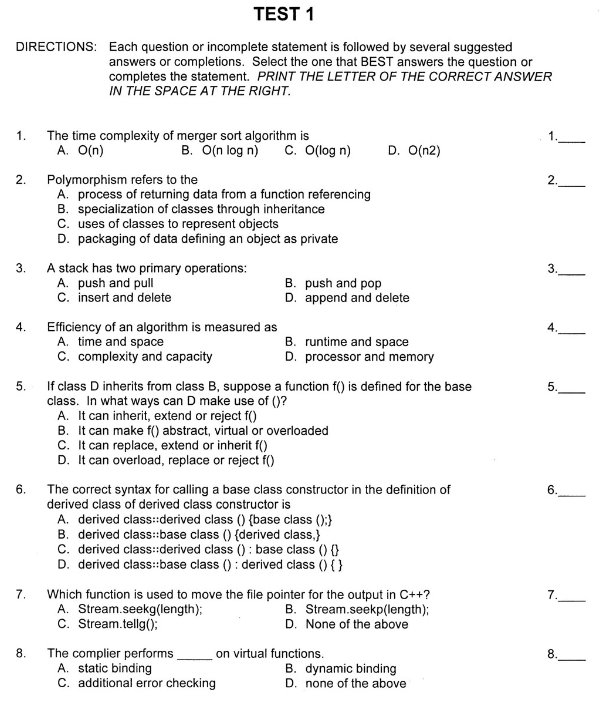 TEST 1
DIRECTIONS: Each question or incomplete statement is followed by several suggested
answers or completions. Select the one that BEST answers the question or
completes the statement. PRINT THE LETTER OF THE CORRECT ANSWER
IN THE SPACE AT THE RIGHT.
1. The time complexity of merger sort algorithm is 1.____
A. O(n) B. O(n log n) C. O(log n) D. O(n2)
2. Polymorphism refers to the 2.____
A. process of returning data from a function referencing
B. specialization of classes through inheritance
C. uses of classes to represent objects
D. packaging of data defining an object as private
3. A stack has two primary operations: 3.____
A. push and pull B. push and pop
C. insert and delete D. append and delete
4. Efficiency of an algorithm is measured as 4.____
A. time and space B. runtime and space
C. complexity and capacity D. processor and memory
5. If class D inherits from class B, suppose a function f() is defined for the base 5.____
class. In what ways can D make use of ()?
A. It can inherit, extend or reject f()
B. It can make f() abstract, virtual or overloaded
C. It can replace, extend or inherit f()
D. It can overload, replace or reject f()
6. The correct syntax for calling a base class constructor in the definition of 6.____
derived class of derived class constructor is
A. derived class::derived class () {base class ();}
B. derived class::base class () {derived class,}
C. derived class::derived class () : base class () {}
D. derived class::base class () : derived class () { }
7. Which function is used to move the file pointer for the output in C++? 7.____
A. Stream.seekg(length); B. Stream.seekp(length);
C. Stream.tellg(); D. None of the above
8. The complier performs _____ on virtual functions. 8.____
A. static binding B. dynamic binding
C. additional error checking D. none of the above